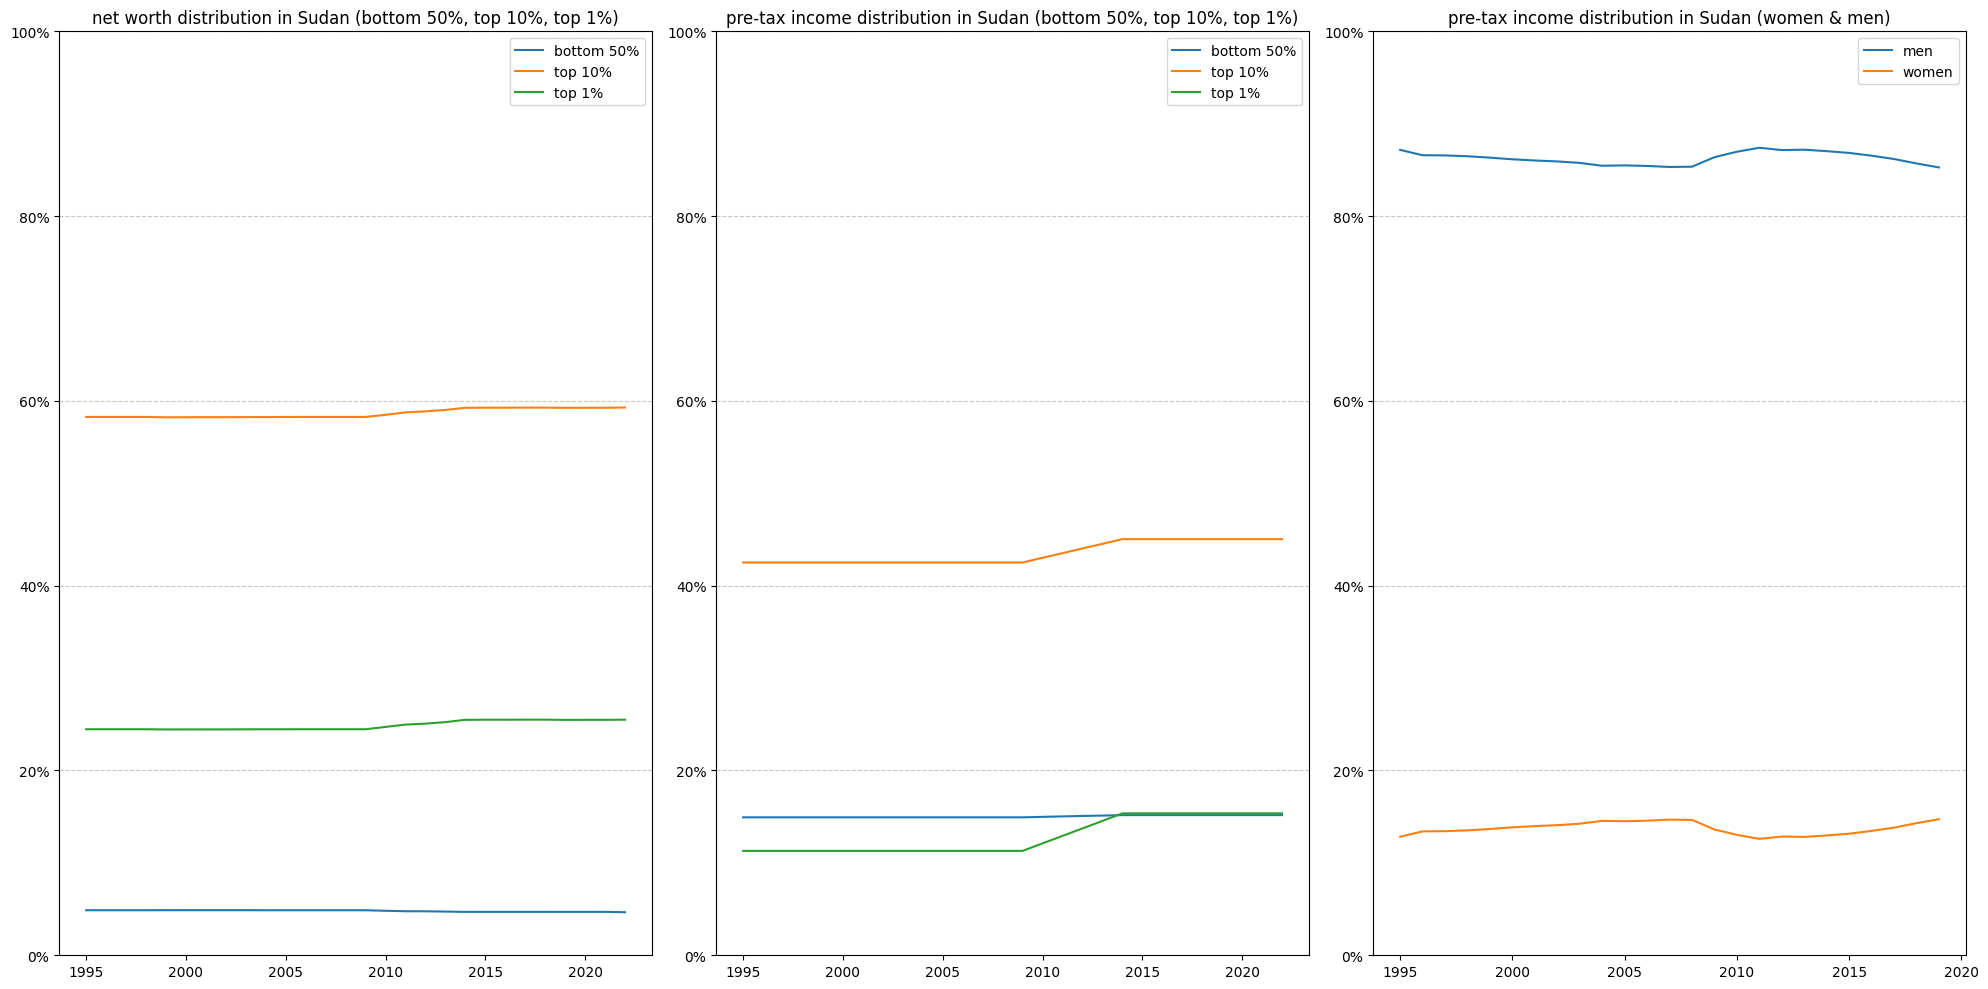 net worth distribution in Sudan (bottom 50%, top 10%, top 1%)
100%
80%
60%
40%
20%
0%
1995 2000 2005 2010 2015 2020
bottom 50%
top 10%
top 1%
pre-tax income distribution in Sudan (bottom 50%, top 10%, top 1%)
100%
80%
60%
40%
20%
0%
1995 2000 2005 2010 2015 2020
bottom 50%
top 10%
top 1%
pre-tax income distribution in Sudan (women & men)
100%
80%
60%
40%
20%
0%
1995 2000 2005 2010 2015 2020
men
women